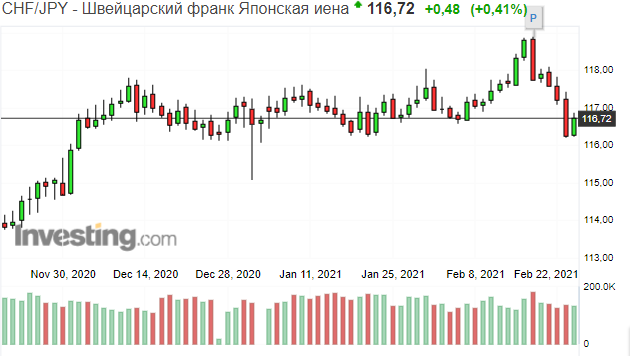 CHF/JPY - Швейцарский франк Японская иена 116,72 +0,48 (+0,41%)
P
118.00
117.00
116,72
116.00
115.00
114.00
113.00
Investing.com
Nov 30, 2020 Dec 14, 2020 Dec 28, 2020 Jan 11, 2021 Jan 25, 2021 Feb 8, 2021 Feb 22, 2021
200.0K
0